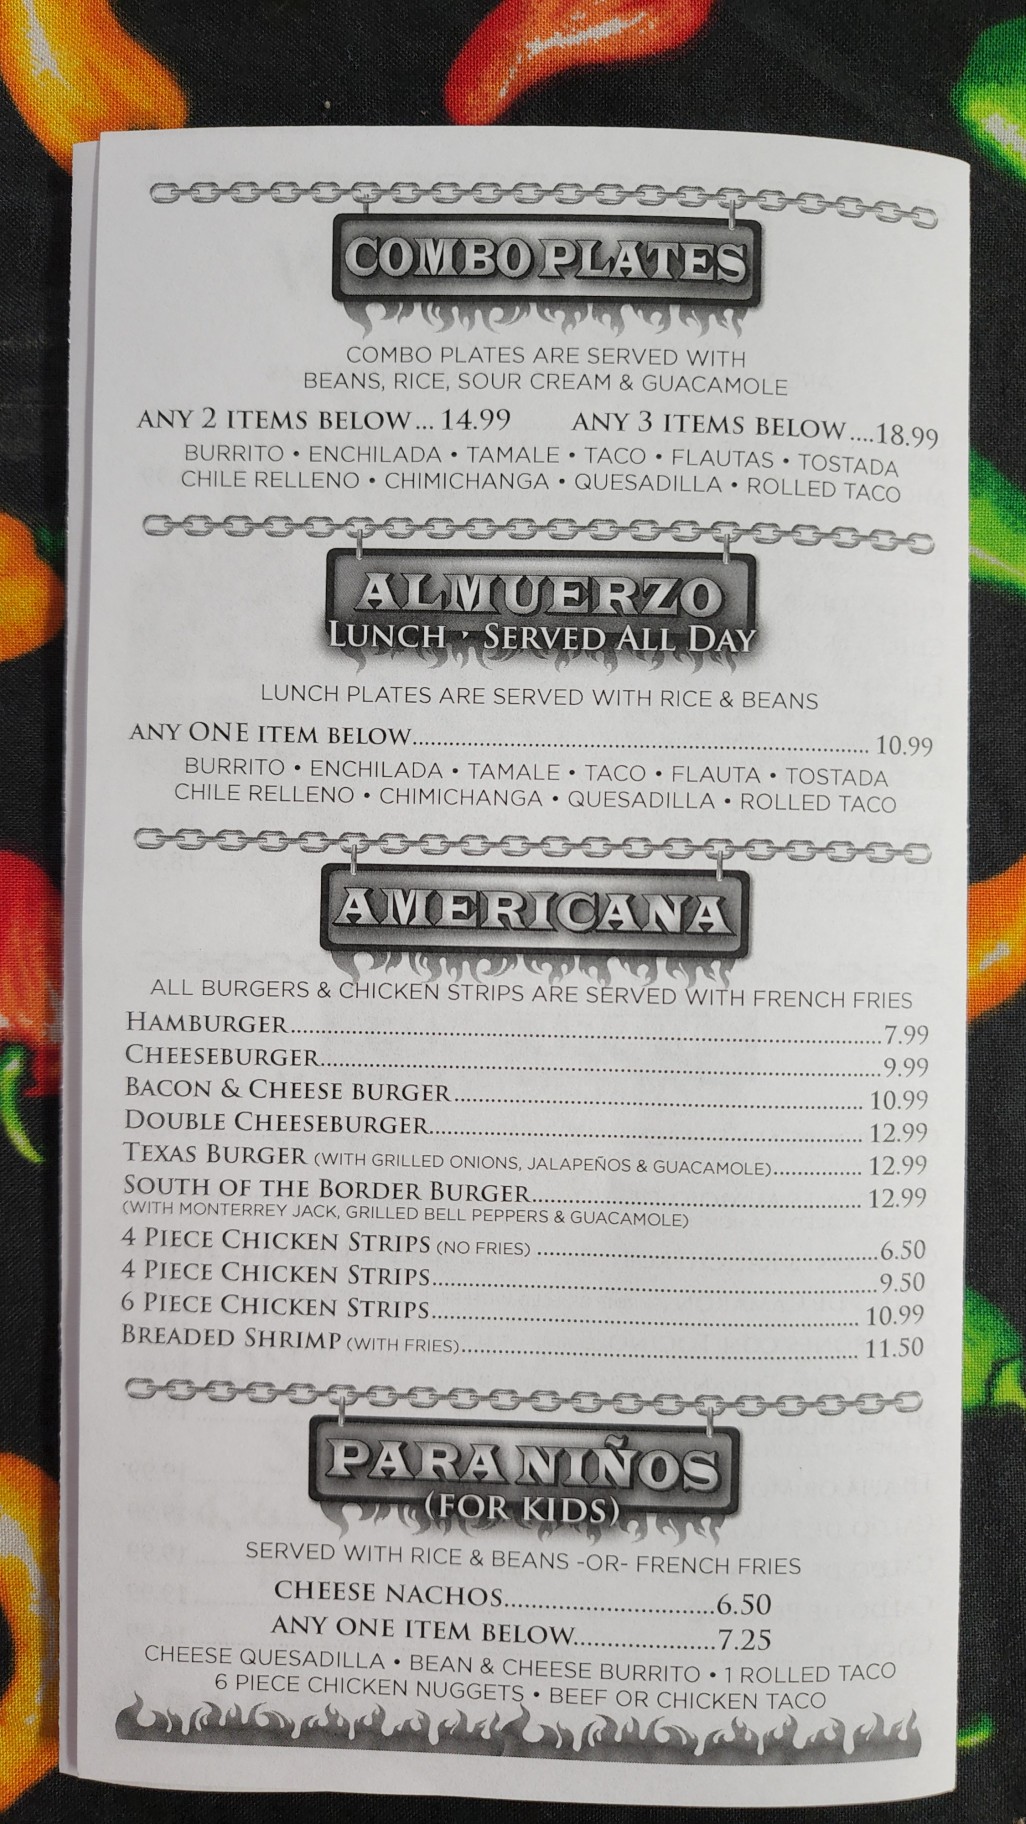 COMBO PLATES
COMBO PLATES ARE SERVED WITH
BEANS, RICE, SOUR CREAM & GUACAMOLE
ANY 2 ITEMS BELOW... 14.99 ANY 3 ITEMS BELOW....18.99
BURRITO • ENCHILADA • TAMALE • TACO • FLAUTAS • TOSTADA
CHILE RELLENO • CHIMICHANGA • QUESADILLA • ROLLED TACO
ALMUERZO
LUNCH · SERVED ALL DAY
LUNCH PLATES ARE SERVED WITH RICE & BEANS
ANY ONE ITEM BELOW.......................................................... 10.99
BURRITO • ENCHILADA • TAMALE • TACO • FLAUTA • TOSTADA
CHILE RELLENO • CHIMICHANGA • QUESADILLA • ROLLED TACO
AMERICANA
ALL BURGERS & CHICKEN STRIPS ARE SERVED WITH FRENCH FRIES
HAMBURGER.......................................................... 7.99
CHEESEBURGER.......................................................... 9.99
BACON & CHEESE BURGER.......................................................... 10.99
DOUBLE CHEESEBURGER.......................................................... 12.99
TEXAS BURGER (WITH GRILLED ONIONS, JALAPEÑOS & GUACAMOLE)............... 12.99
SOUTH OF THE BORDER BURGER.......................................................... 12.99
(WITH MONTERREY JACK, GRILLED BELL PEPPERS & GUACAMOLE)
4 PIECE CHICKEN STRIPS (NO FRIES) .......................................................... 6.50
4 PIECE CHICKEN STRIPS.......................................................... 9.50
6 PIECE CHICKEN STRIPS.......................................................... 10.99
BREADED SHRIMP (WITH FRIES).......................................................... 11.50
PARA NIÑOS
(FOR KIDS)
SERVED WITH RICE & BEANS -OR- FRENCH FRIES
CHEESE NACHOS.............................. 6.50
ANY ONE ITEM BELOW.................... 7.25
CHEESE QUESADILLA • BEAN & CHEESE BURRITO • 1 ROLLED TACO
6 PIECE CHICKEN NUGGETS • BEEF OR CHICKEN TACO